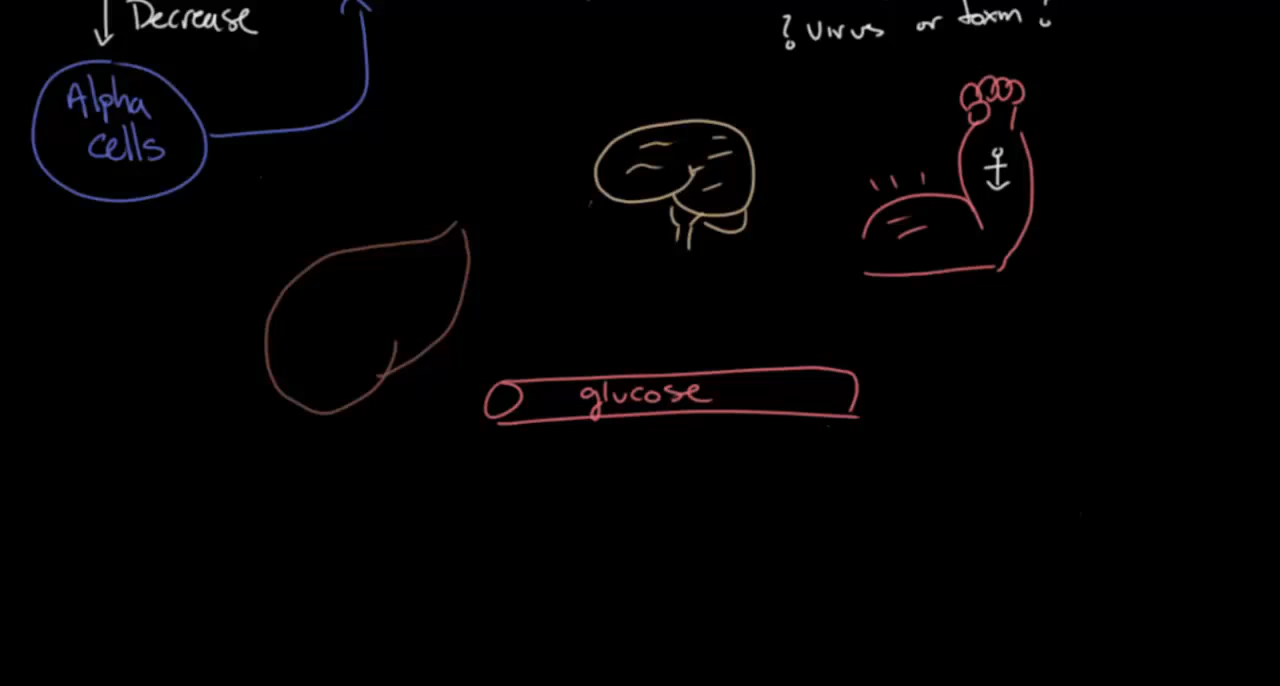 Decrease
? virus or toxin ?
Alpha
cells
glucose